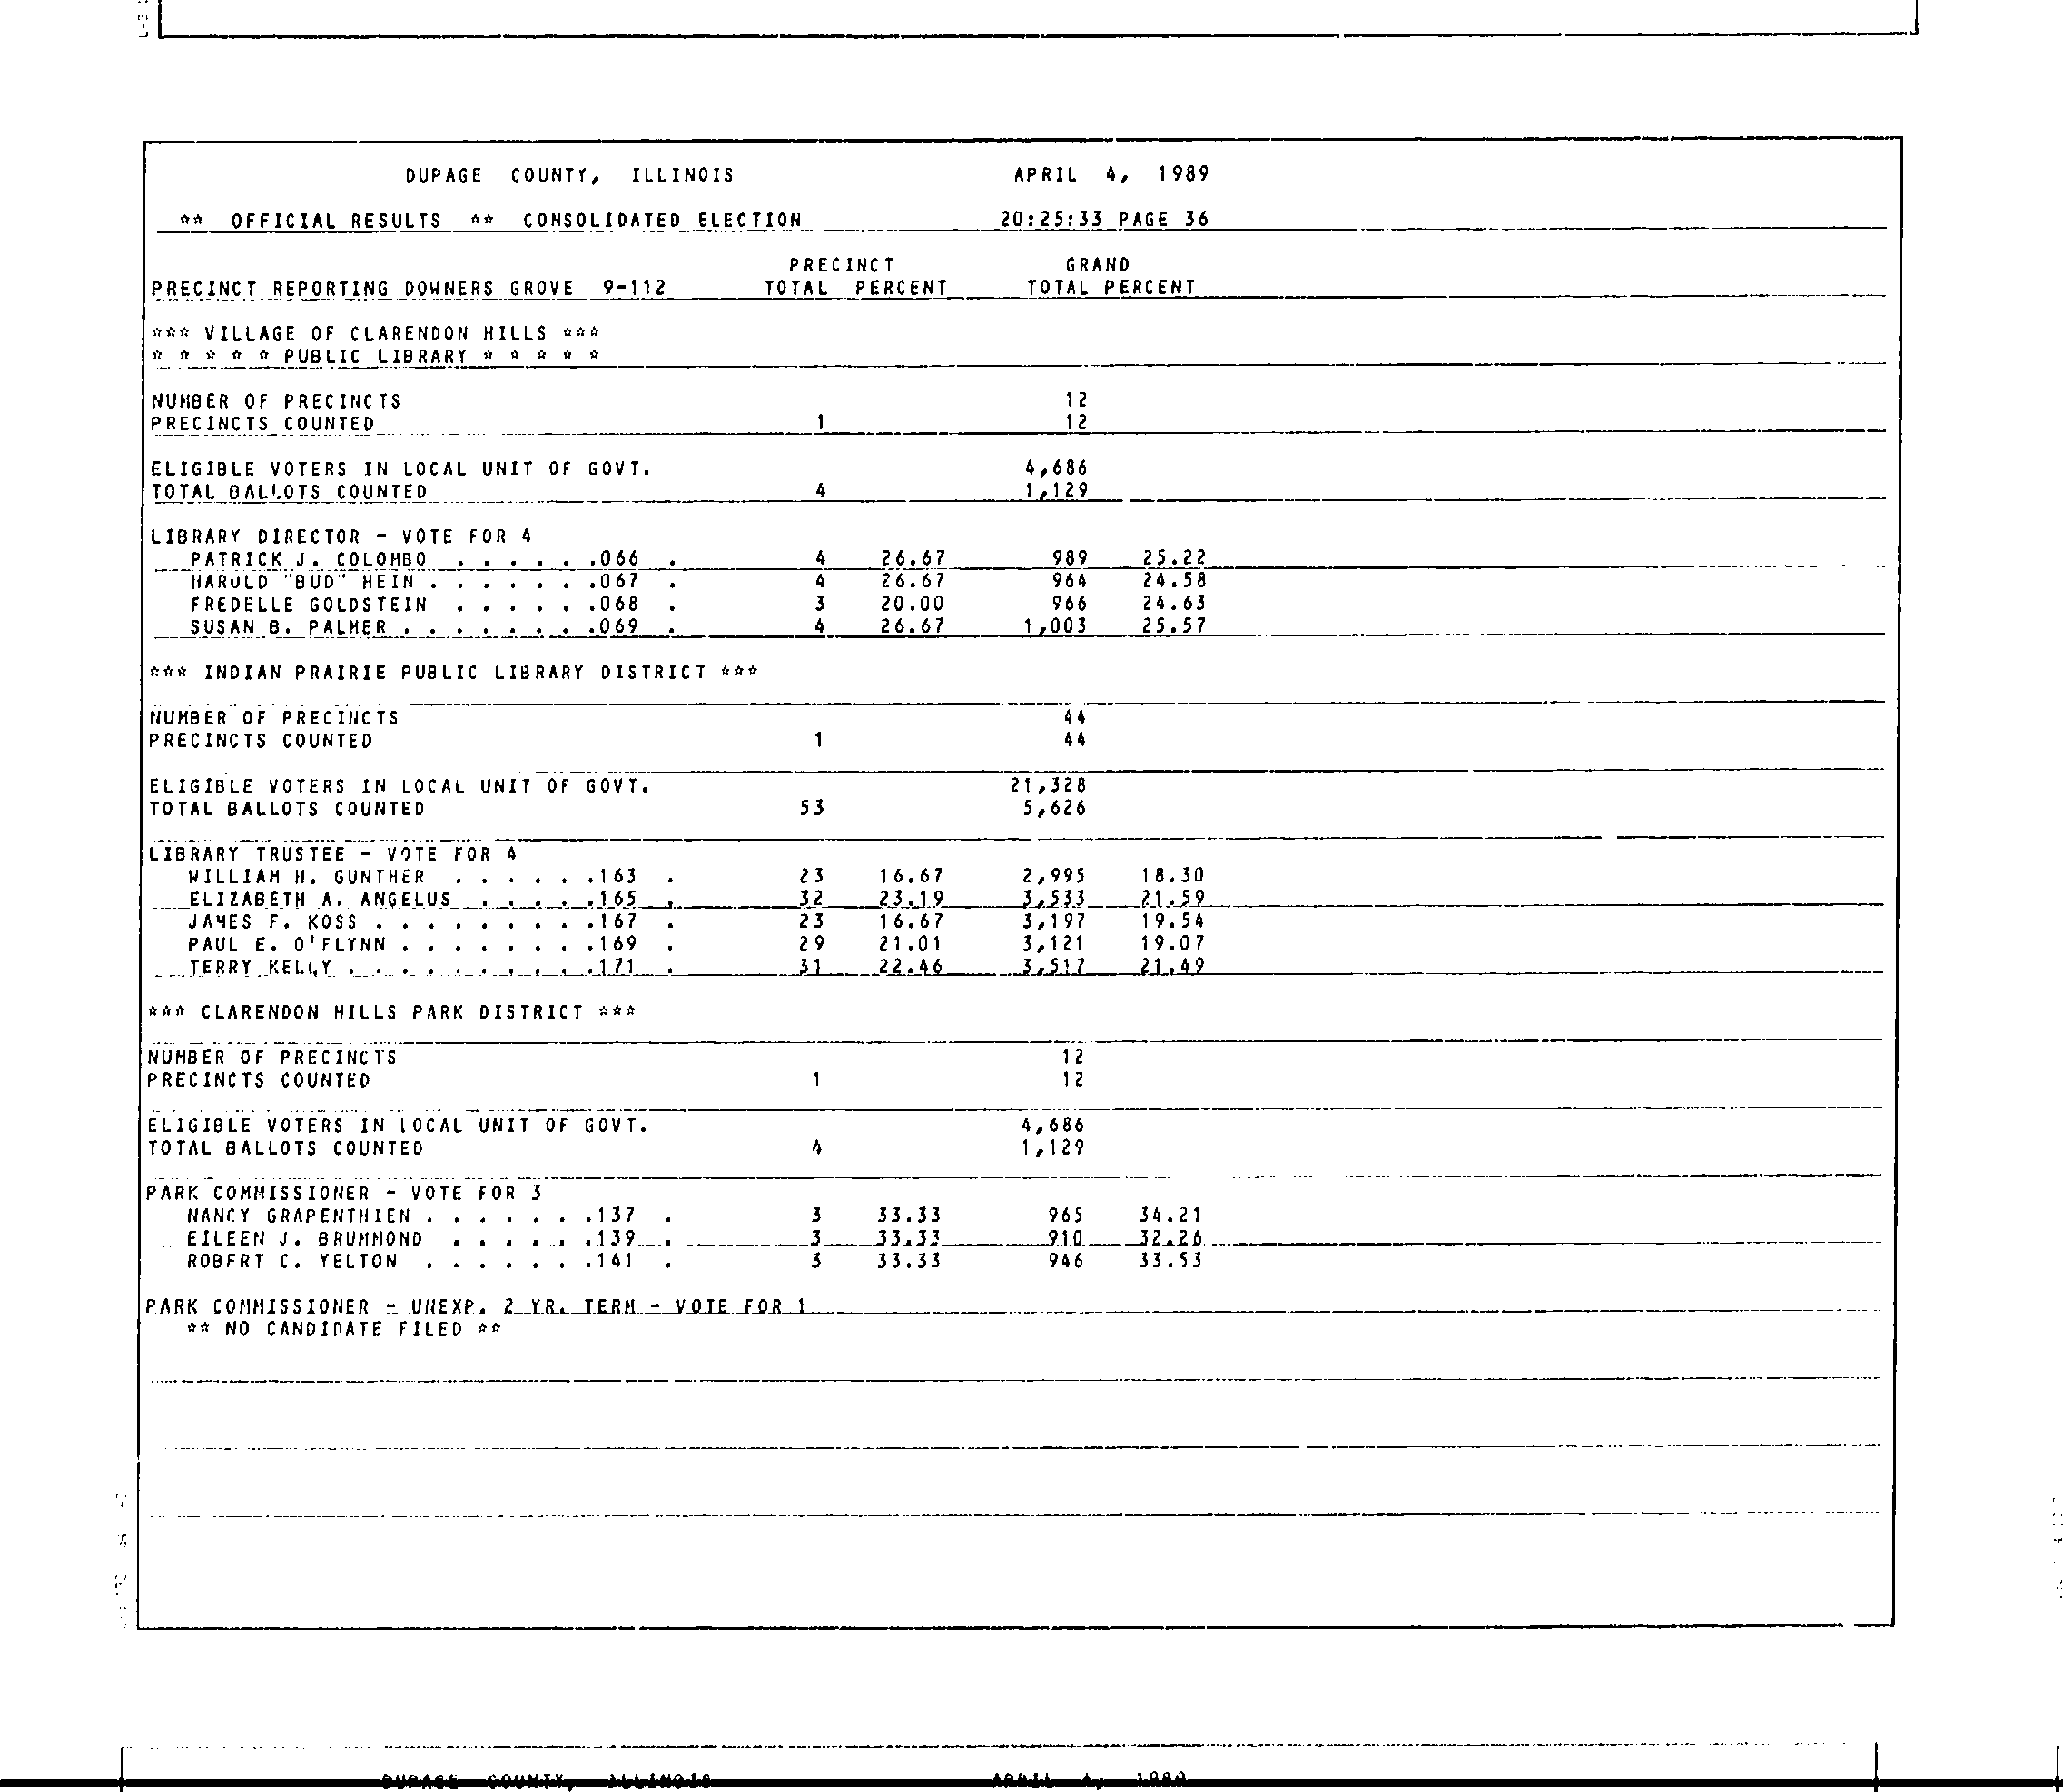 DUPAGE COUNTY, ILLINOIS APRIL 4, 1989
** OFFICIAL RESULTS ** CONSOLIDATED ELECTION 20:25:33 PAGE 36
PRECINCT GRAND
PRECINCT REPORTING DOWNERS GROVE 9-112 TOTAL PERCENT TOTAL PERCENT
*** VILLAGE OF CLARENDON HILLS ***
* * * * * PUBLIC LIBRARY * * * * *
NUMBER OF PRECINCTS 12
PRECINCTS COUNTED 1 12
ELIGIBLE VOTERS IN LOCAL UNIT OF GOVT. 4,686
TOTAL BALLOTS COUNTED 4 1,129
LIBRARY DIRECTOR - VOTE FOR 4
PATRICK J. COLOMBO . . . . . .066 . 4 26.67 989 25.22
HAROLD "BUD" HEIN . . . . . . .067 . 4 26.67 964 24.58
FREDELLE GOLDSTEIN . . . . . .068 . 3 20.00 966 24.63
SUSAN B. PALMER . . . . . . . .069 . 4 26.67 1,003 25.57
*** INDIAN PRAIRIE PUBLIC LIBRARY DISTRICT ***
NUMBER OF PRECINCTS 44
PRECINCTS COUNTED 1 44
ELIGIBLE VOTERS IN LOCAL UNIT OF GOVT. 21,328
TOTAL BALLOTS COUNTED 53 5,626
LIBRARY TRUSTEE - VOTE FOR 4
WILLIAM H. GUNTHER . . . . . .163 . 23 16.67 2,995 18.30
ELIZABETH A. ANGELUS . . . . .165 . 32 23.19 3,533 21.59
JAMES F. KOSS . . . . . . . . .167 . 23 16.67 3,197 19.54
PAUL E. O'FLYNN . . . . . . . .169 . 29 21.01 3,121 19.07
TERRY KELLY . . . . . . . . . .171 . 31 22.46 3,517 21.49
*** CLARENDON HILLS PARK DISTRICT ***
NUMBER OF PRECINCTS 12
PRECINCTS COUNTED 1 12
ELIGIBLE VOTERS IN LOCAL UNIT OF GOVT. 4,686
TOTAL BALLOTS COUNTED 4 1,129
PARK COMMISSIONER - VOTE FOR 3
NANCY GRAPENTHIEN . . . . . . .137 . 3 33.33 965 34.21
EILEEN J. BRUMMOND . . . . . .139 . 3 33.33 910 32.26
ROBERT C. YELTON . . . . . . .141 . 3 33.33 946 33.53
PARK COMMISSIONER - UNEXP. 2 YR. TERM - VOTE FOR 1
** NO CANDIDATE FILED **
DUPAGE COUNTY, ILLINOIS APRIL 4, 1989